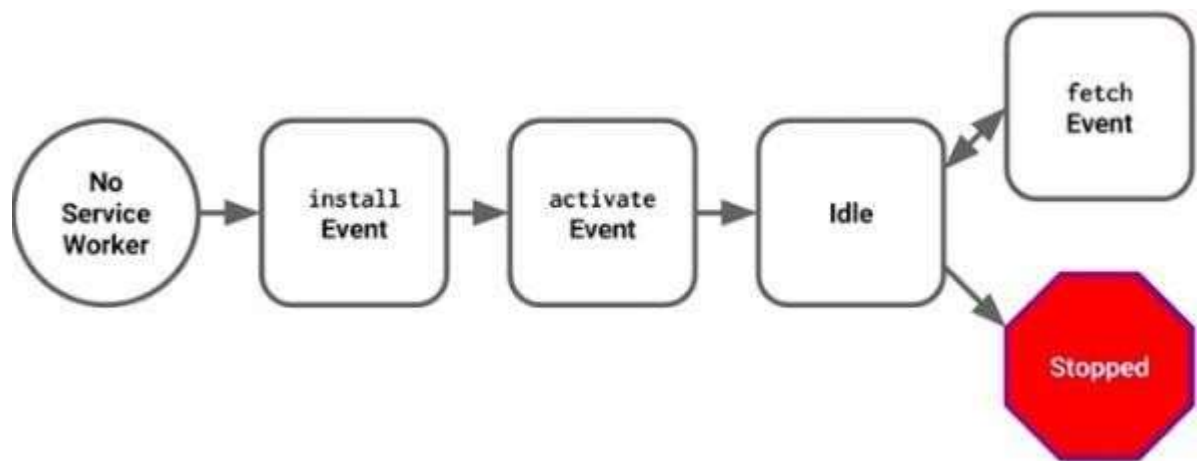 No
Service
Worker
install
Event
activate
Event
Idle
fetch
Event
Stopped